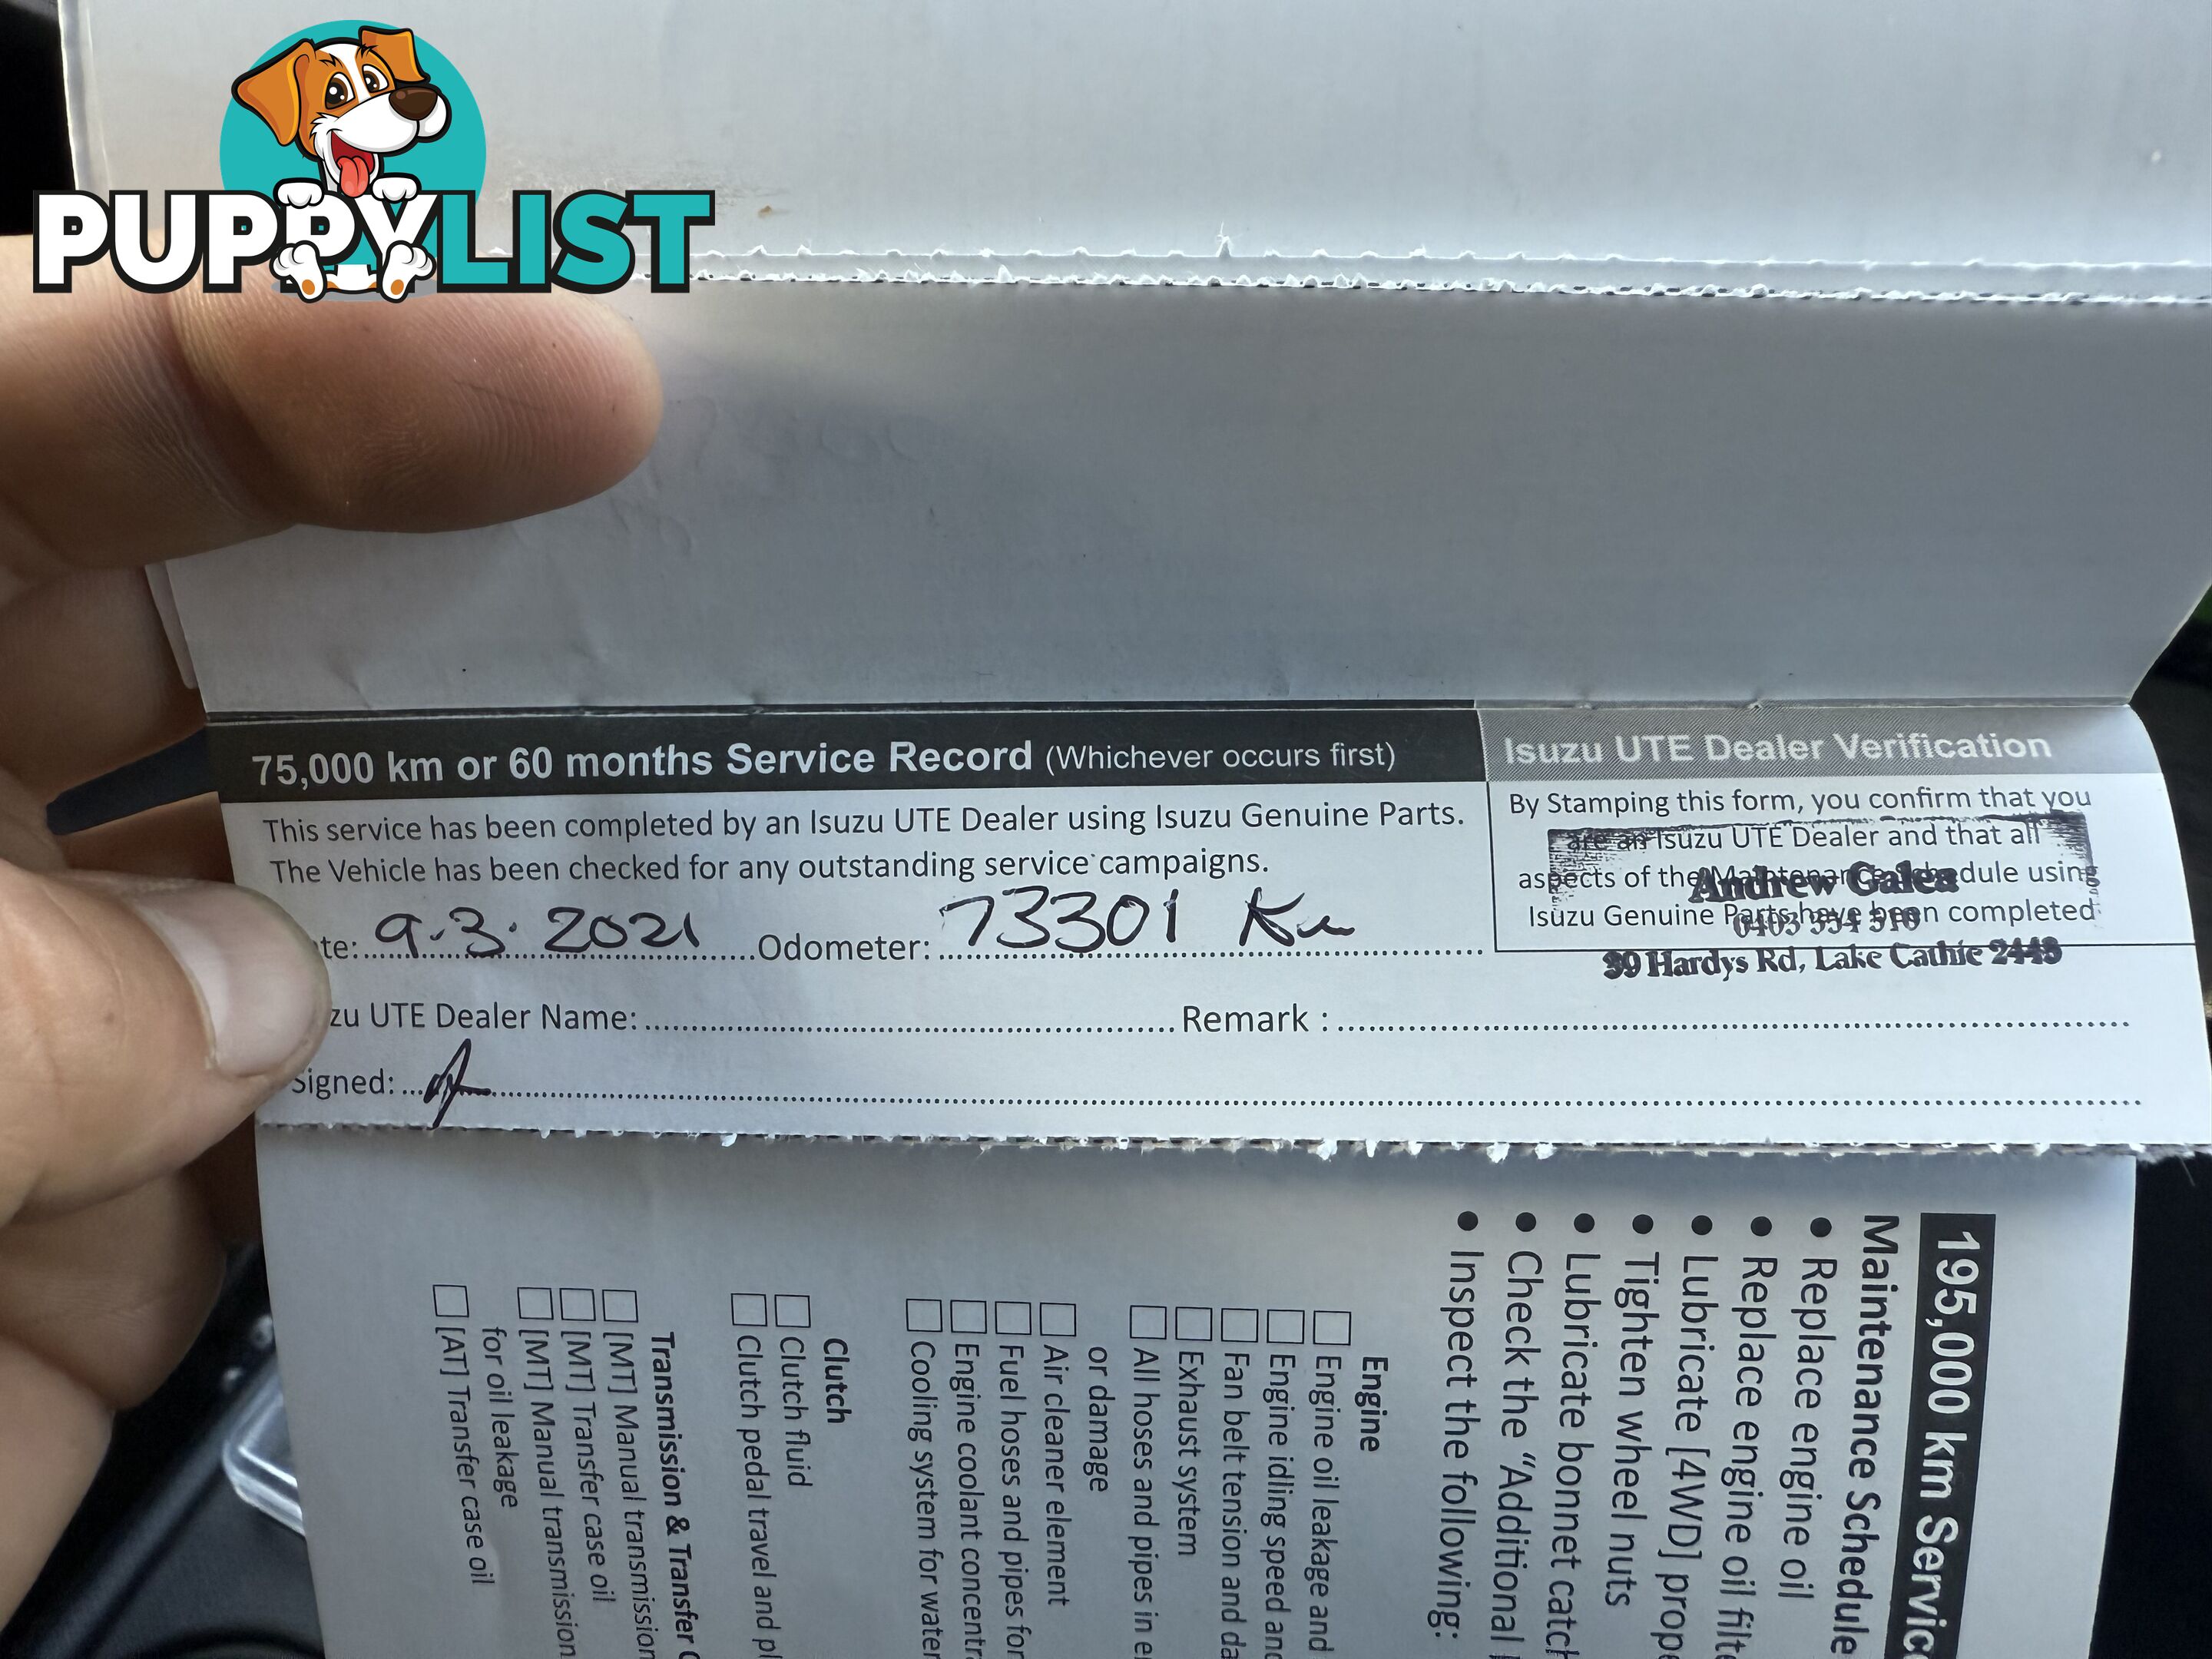 PUPPYLIST
75,000 km or 60 months Service Record (Whichever occurs first)
This service has been completed by an Isuzu UTE Dealer using Isuzu Genuine Parts.
The Vehicle has been checked for any outstanding service campaigns.
te: 9.3.2021 Odometer: 73301 Km
zu UTE Dealer Name: Remark :
Signed:
Isuzu UTE Dealer Verification
By Stamping this form, you confirm that you
are an Isuzu UTE Dealer and that all
aspects of the Maintenance Schedule using
Isuzu Genuine Parts have been completed
Andrew Galea
39 Hardys Rd, Lake Cathie
195,000 km Servic
Maintenance Schedule
• Replace engine oil
• Replace engine oil filt
• Lubricate [4WD] prope
• Tighten wheel nuts
• Lubricate bonnet catch
• Check the "Additional
• Inspect the following:
Engine
Engine oil leakage and
Engine idling speed and
Fan belt tension and da
Exhaust system
All hoses and pipes in e
or damage
Air cleaner element
Fuel hoses and pipes for
Engine coolant concentra
Cooling system for water
Clutch
Clutch fluid
Clutch pedal travel and pl
Transmission & Transfer
[MT] Manual transmission
[MT] Transfer case oil
[MT] Manual transmission
for oil leakage
[AT] Transfer case oil